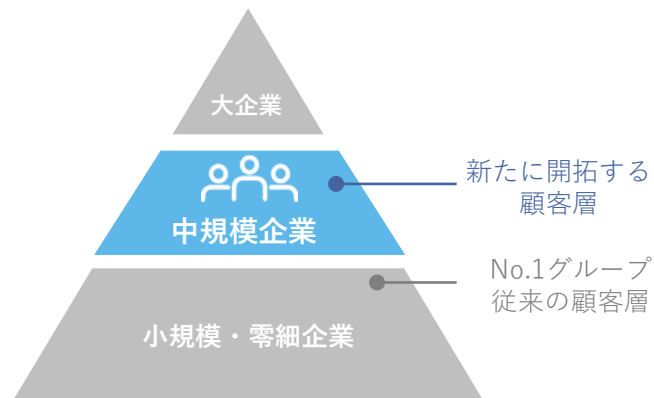 大企業
中規模企業
新たに開拓する
顧客層
No.1グループ
従来の顧客層
小規模・零細企業